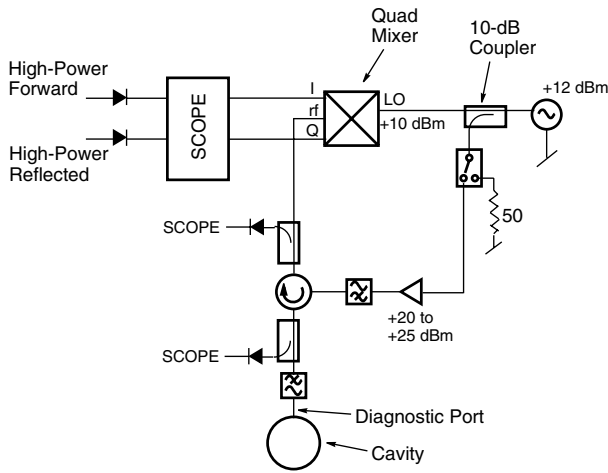 Quad
Mixer
10-dB
Coupler
High-Power
Forward
+12 dBm
I
LO
rf
+10 dBm
SCOPE
Q
High-Power
Reflected
50
SCOPE
+20 to
+25 dBm
SCOPE
Diagnostic Port
Cavity